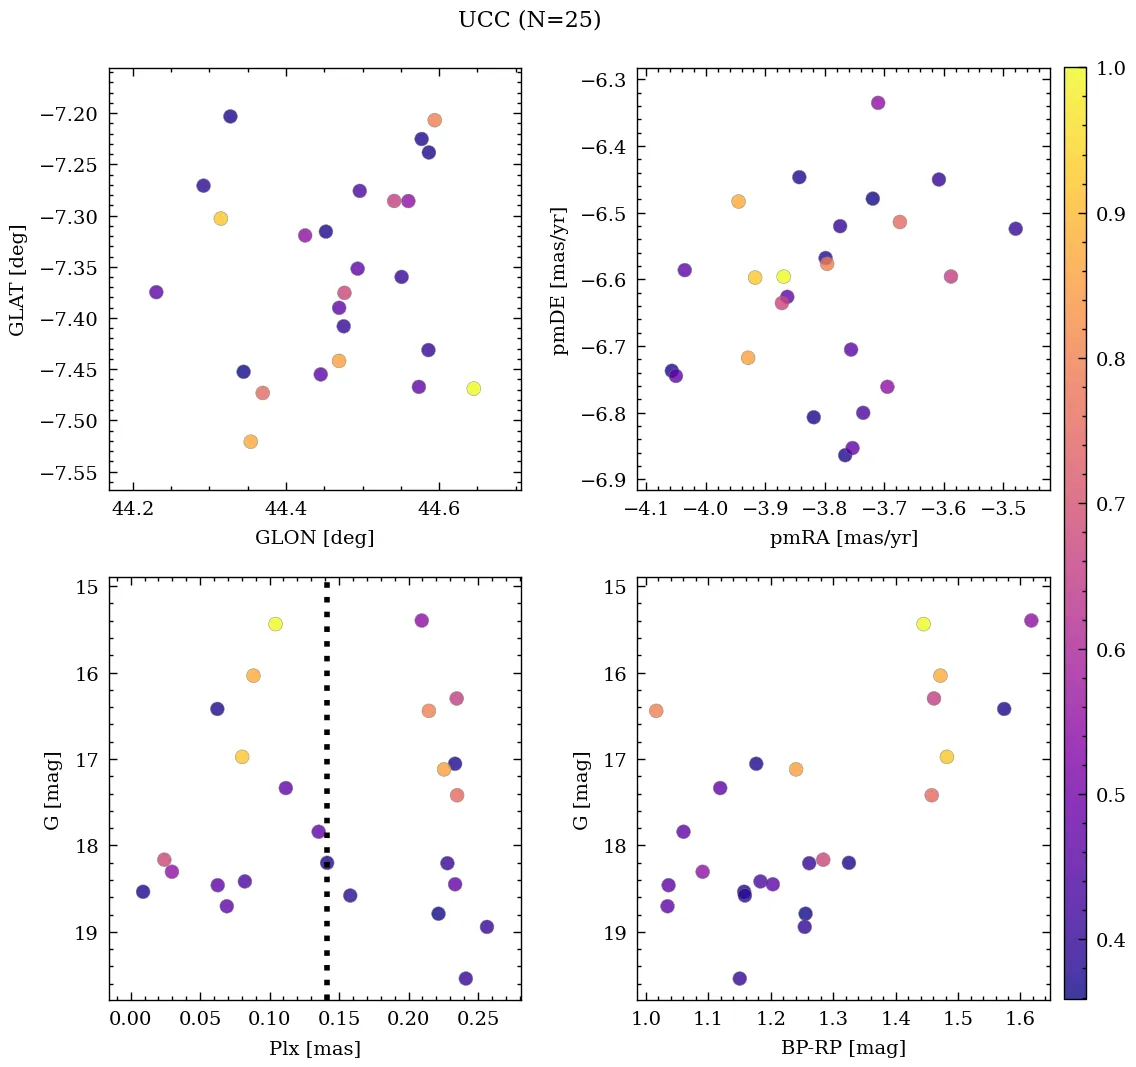 UCC (N=25)
−7.20
−7.25
−7.30
−7.35
−7.40
−7.45
−7.50
−7.55
GLAT [deg]
44.2 44.4 44.6
GLON [deg]
−6.3
−6.4
−6.5
−6.6
−6.7
−6.8
−6.9
pmDE [mas/yr]
−4.1 −4.0 −3.9 −3.8 −3.7 −3.6 −3.5
pmRA [mas/yr]
15
16
17
18
19
G [mag]
0.00 0.05 0.10 0.15 0.20 0.25
Plx [mas]
15
16
17
18
19
G [mag]
1.0 1.1 1.2 1.3 1.4 1.5 1.6
BP-RP [mag]
1.0
0.9
0.8
0.7
0.6
0.5
0.4